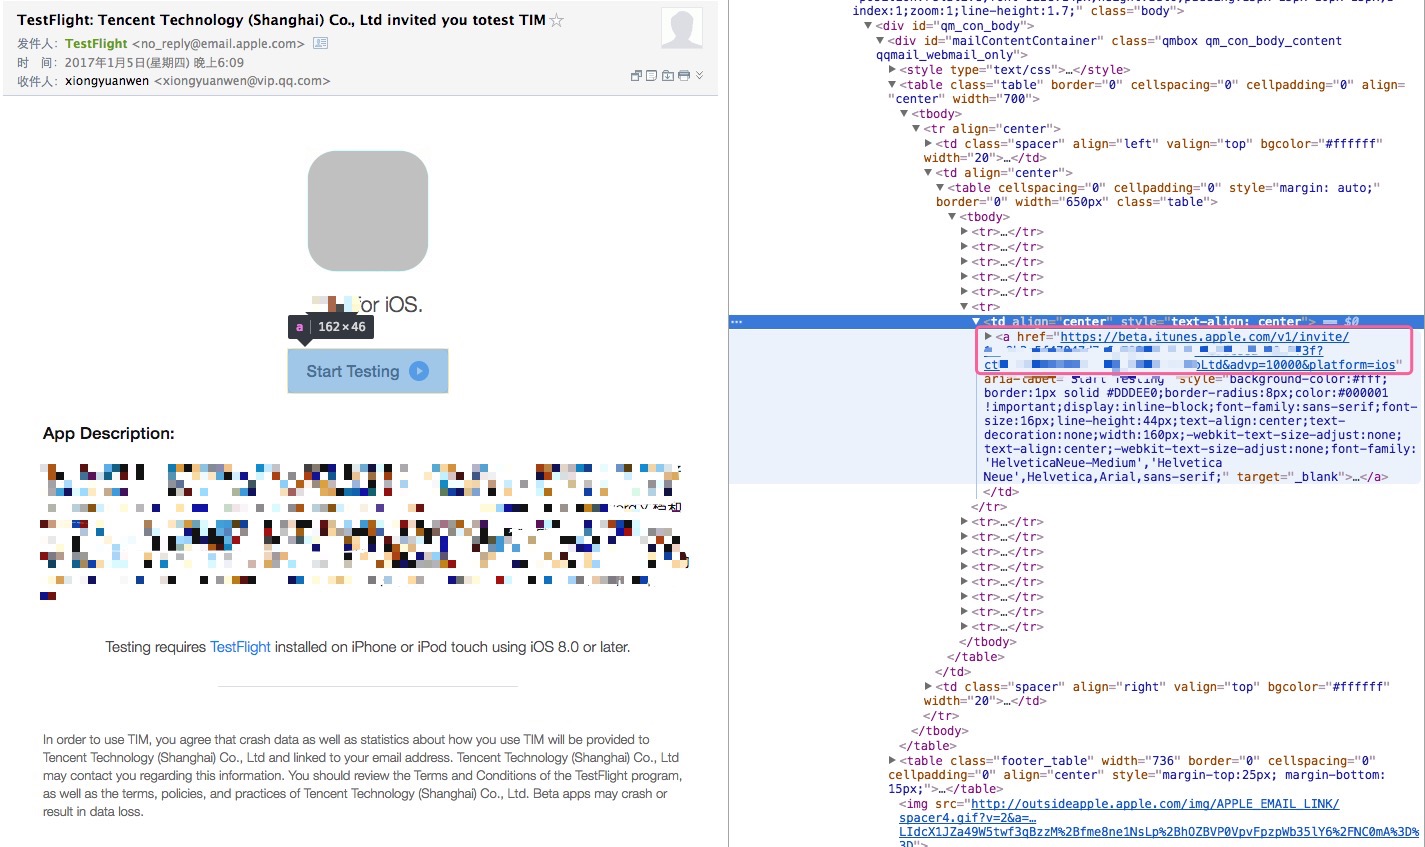 TestFlight: Tencent Technology (Shanghai) Co., Ltd invited you totest TIM
发件人：TestFlight <no_reply@email.apple.com>
时 间：2017年1月5日(星期四) 晚上6:09
收件人：xiongyuanwen <xiongyuanwen@vip.qq.com>
for iOS.
a 162×46
Start Testing
App Description:
Testing requires TestFlight installed on iPhone or iPod touch using iOS 8.0 or later.
In order to use TIM, you agree that crash data as well as statistics about how you use TIM will be provided to
Tencent Technology (Shanghai) Co., Ltd and linked to your email address. Tencent Technology (Shanghai) Co., Ltd
may contact you regarding this information. You should review the Terms and Conditions of the TestFlight program,
as well as the terms, policies, and practices of Tencent Technology (Shanghai) Co., Ltd. Beta apps may crash or
result in data loss.
index:1;zoom:1;line-height:1.7;" class="body">
<div id="qm_con_body">
<div id="mailContentContainer" class="qmbox qm_con_body_content
qqmail_webmail_only">
<style type="text/css">…</style>
<table class="table" border="0" cellspacing="0" cellpadding="0" align=
"center" width="700">
<tbody>
<tr align="center">
<td class="spacer" align="left" valign="top" bgcolor="#ffffff"
width="20">…</td>
<td align="center">
<table cellspacing="0" cellpadding="0" style="margin: auto;"
border="0" width="650px" class="table">
<tbody>
<tr>…</tr>
<tr>…</tr>
<tr>…</tr>
<tr>…</tr>
<tr>…</tr>
<tr>
<td align="center" style="text-align: center"> == $0
<a href="https://beta.itunes.apple.com/v1/invite/
3f?
ct
oLtd&advp=10000&platform=ios"
aria-label="Start Testing" style="background-color:#fff;
border:1px solid #DDDEE0;border-radius:8px;color:#000001
!important;display:inline-block;font-family:sans-serif;font-
size:16px;line-height:44px;text-align:center;text-
decoration:none;width:160px;-webkit-text-size-adjust:none;
text-align:center;-webkit-text-size-adjust:none;font-family:
'HelveticaNeue-Medium','Helvetica
Neue',Helvetica,Arial,sans-serif;" target="_blank">…</a>
</td>
</tr>
<tr>…</tr>
<tr>…</tr>
<tr>…</tr>
<tr>…</tr>
<tr>…</tr>
<tr>…</tr>
<tr>…</tr>
<tr>…</tr>
</tbody>
</table>
</td>
<td class="spacer" align="right" valign="top" bgcolor="#ffffff"
width="20">…</td>
</tr>
</tbody>
</table>
<table class="footer_table" width="736" border="0" cellspacing="0"
cellpadding="0" align="center" style="margin-top:25px; margin-bottom:
15px;">…</table>
<img src="http://outsideapple.apple.com/img/APPLE_EMAIL_LINK/
spacer4.gif?v=2&a=…